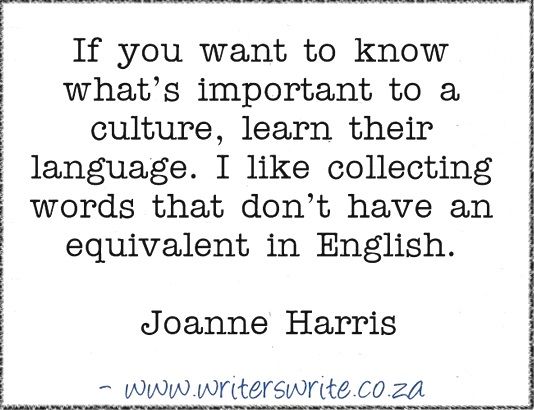 If you want to know
what's important to a
culture, learn their
language. I like collecting
words that don't have an
equivalent in English.
Joanne Harris
- www.writerswrite.co.za